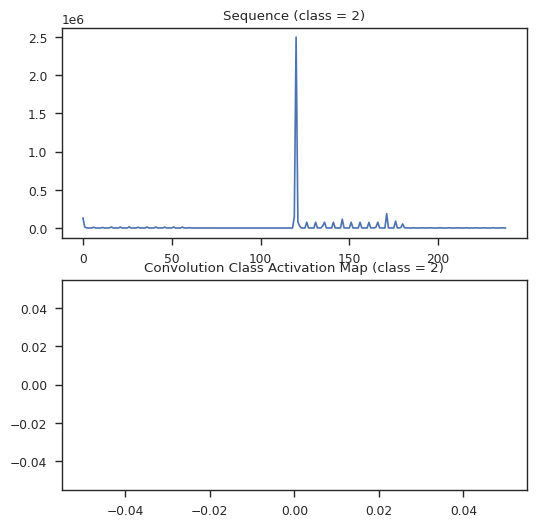 Sequence (class = 2)
1e6
2.5
2.0
1.5
1.0
0.5
0.0
0 50 100 150 200
Convolution Class Activation Map (class = 2)
0.04
0.02
0.00
−0.02
−0.04
−0.04 −0.02 0.00 0.02 0.04